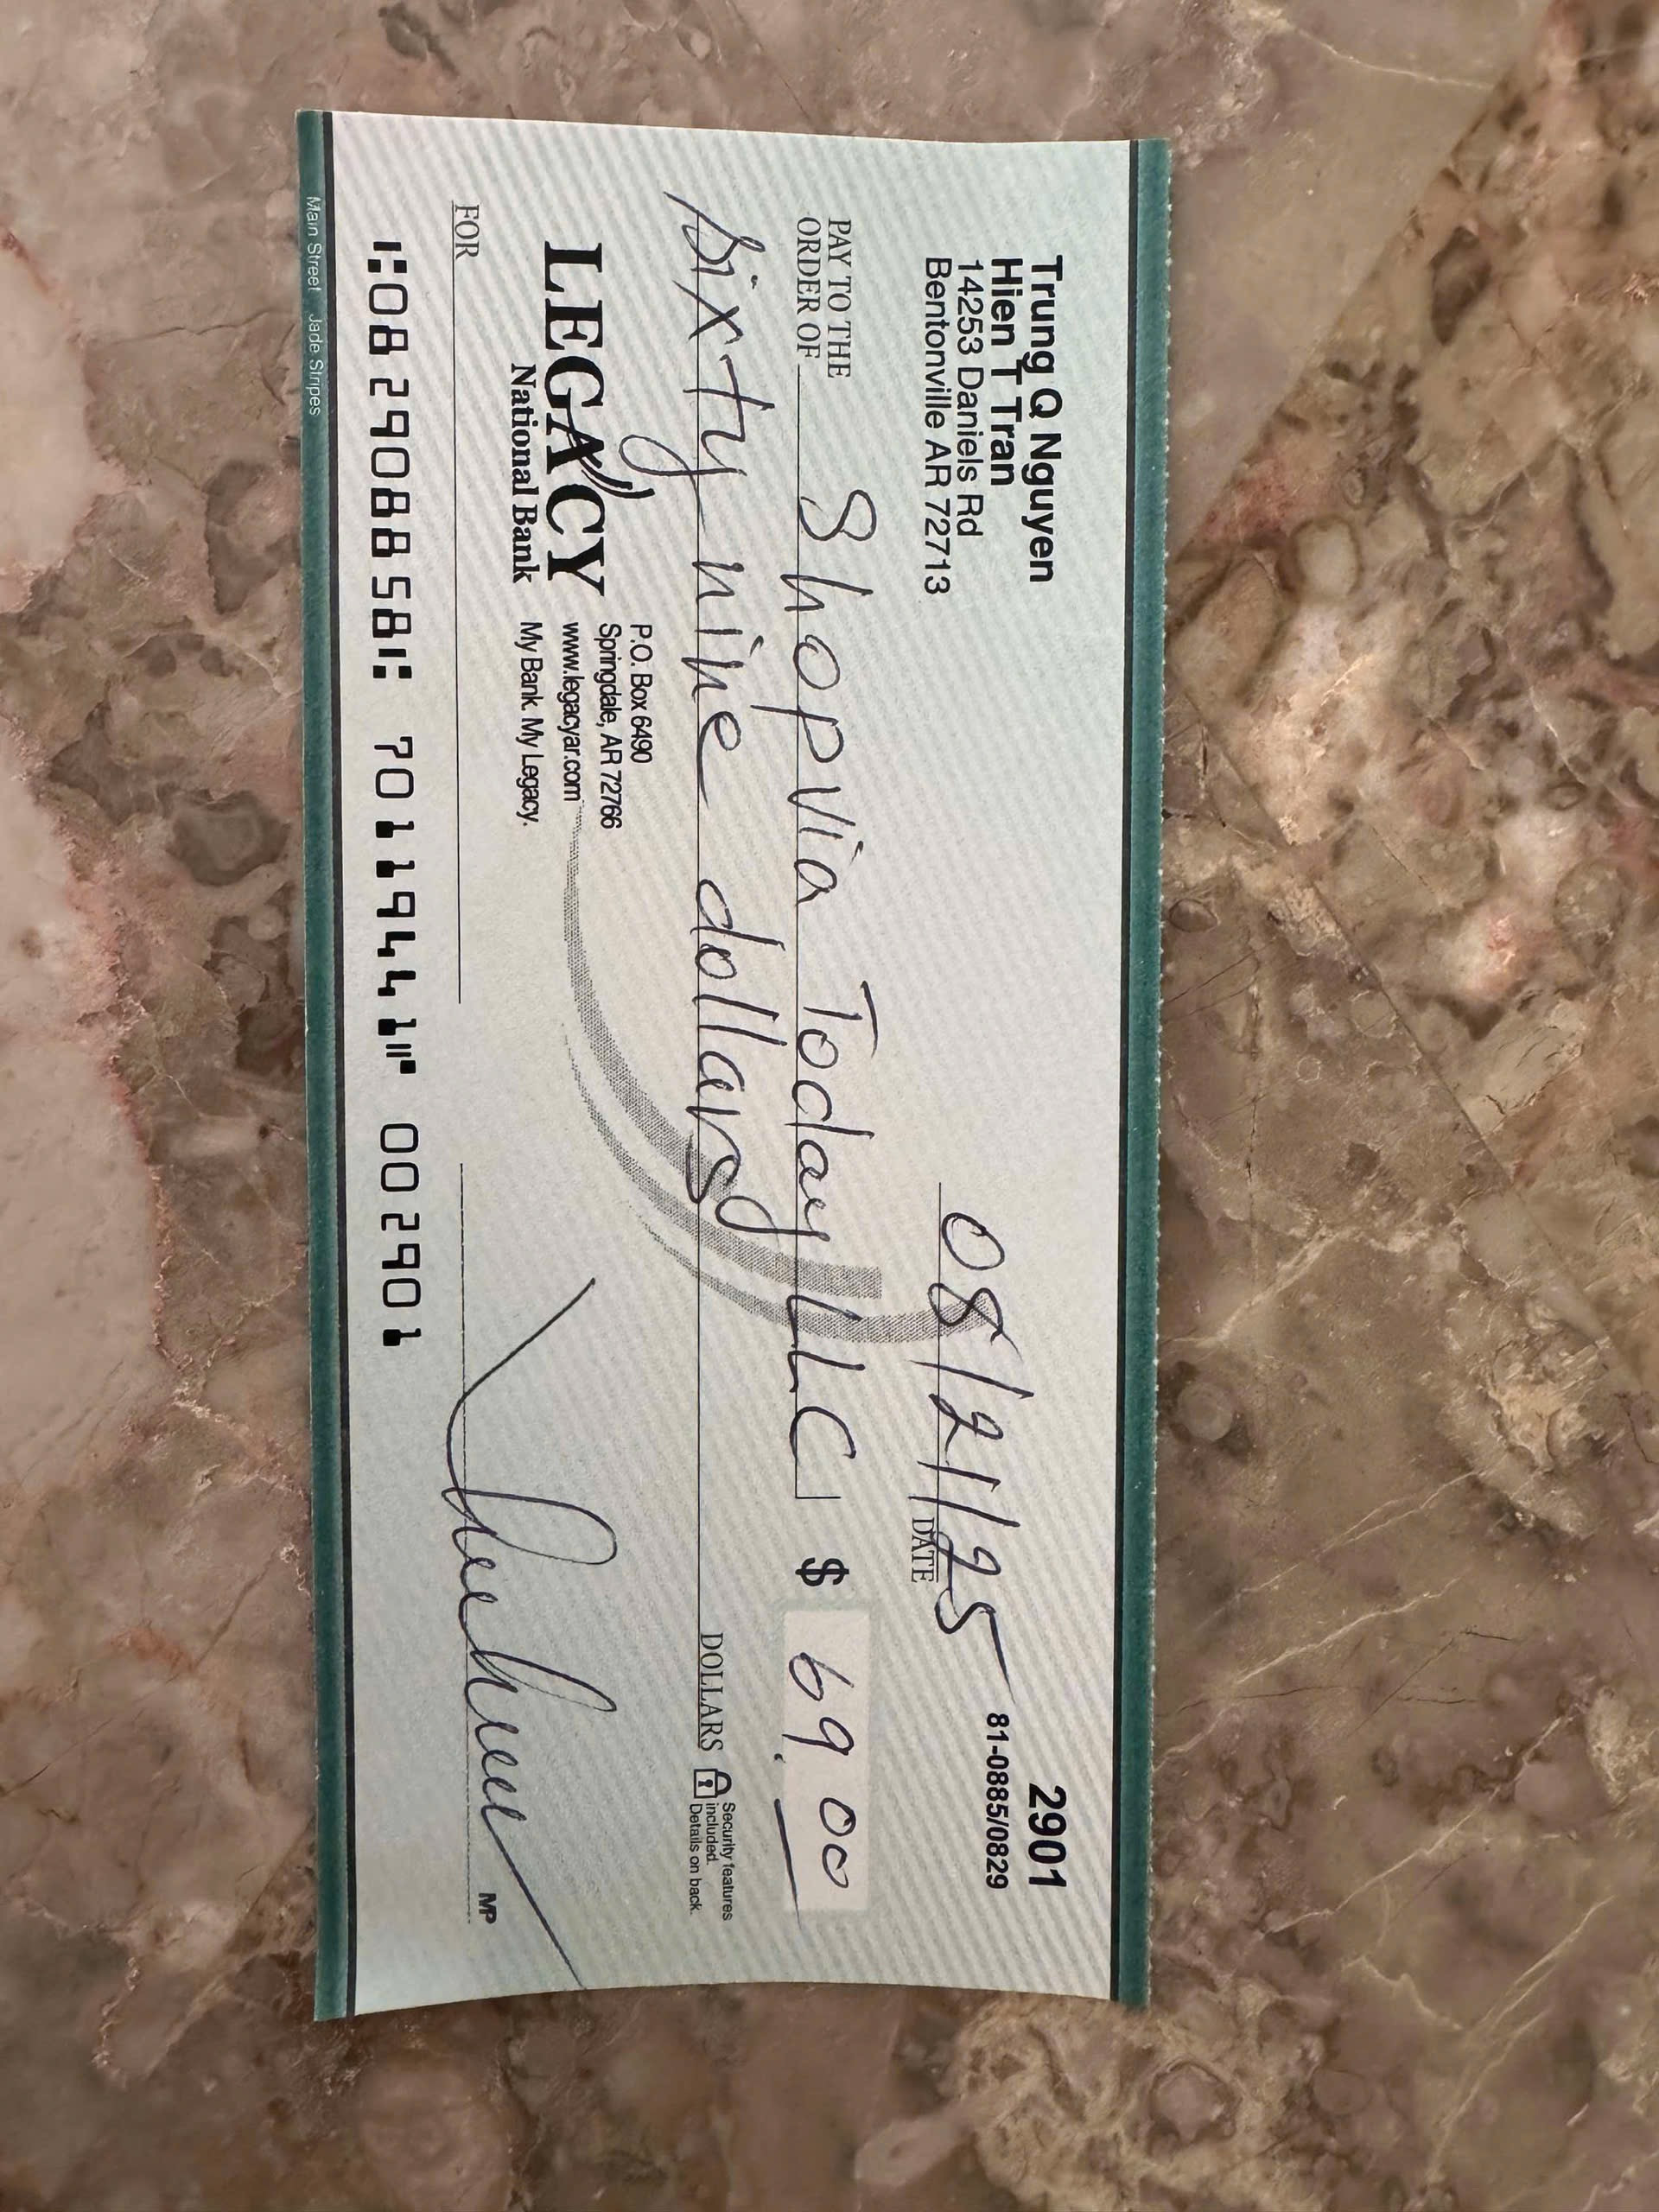 Trung Q Nguyen
Hien T Tran
14253 Daniels Rd
Bentonville AR 72713
2901
81-0885/0829
08/21/25
DATE
PAY TO THE
ORDER OF Shopvia Today LLC $ 69.00
Sixty nine dollars DOLLARS
Security features
included.
Details on back.
LEGACY
National Bank
P.O. Box 6490
Springdale, AR 72766
www.legacyar.com
My Bank. My Legacy.
FOR
MP
⑆082908858⑆ 701194441⑈ 002901
Main Street Jade Stripes